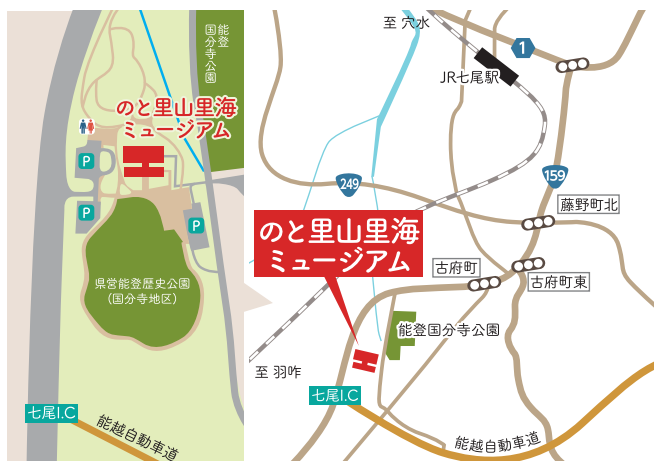 能登
国分寺公園
のと里山里海
ミュージアム
P
P
P
県営能登歴史公園
（国分寺地区）
七尾I.C
能越自動車道
至 穴水
1
JR七尾駅
249
159
藤野町北
のと里山里海
ミュージアム
古府町
古府町東
能登国分寺公園
至 羽咋
七尾I.C
能越自動車道